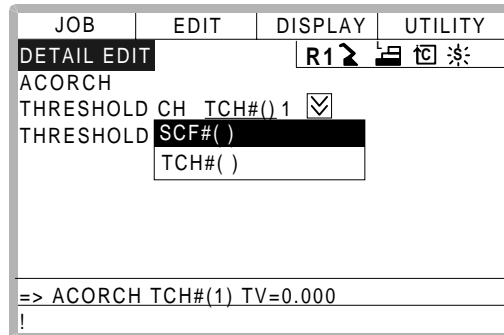 JOB EDIT DISPLAY UTILITY
DETAIL EDIT R1 C S
ACORCH
THRESHOLD CH TCH#() 1
THRESHOLD SCF#( )
TCH#( )
=> ACORCH TCH#(1) TV=0.000
!